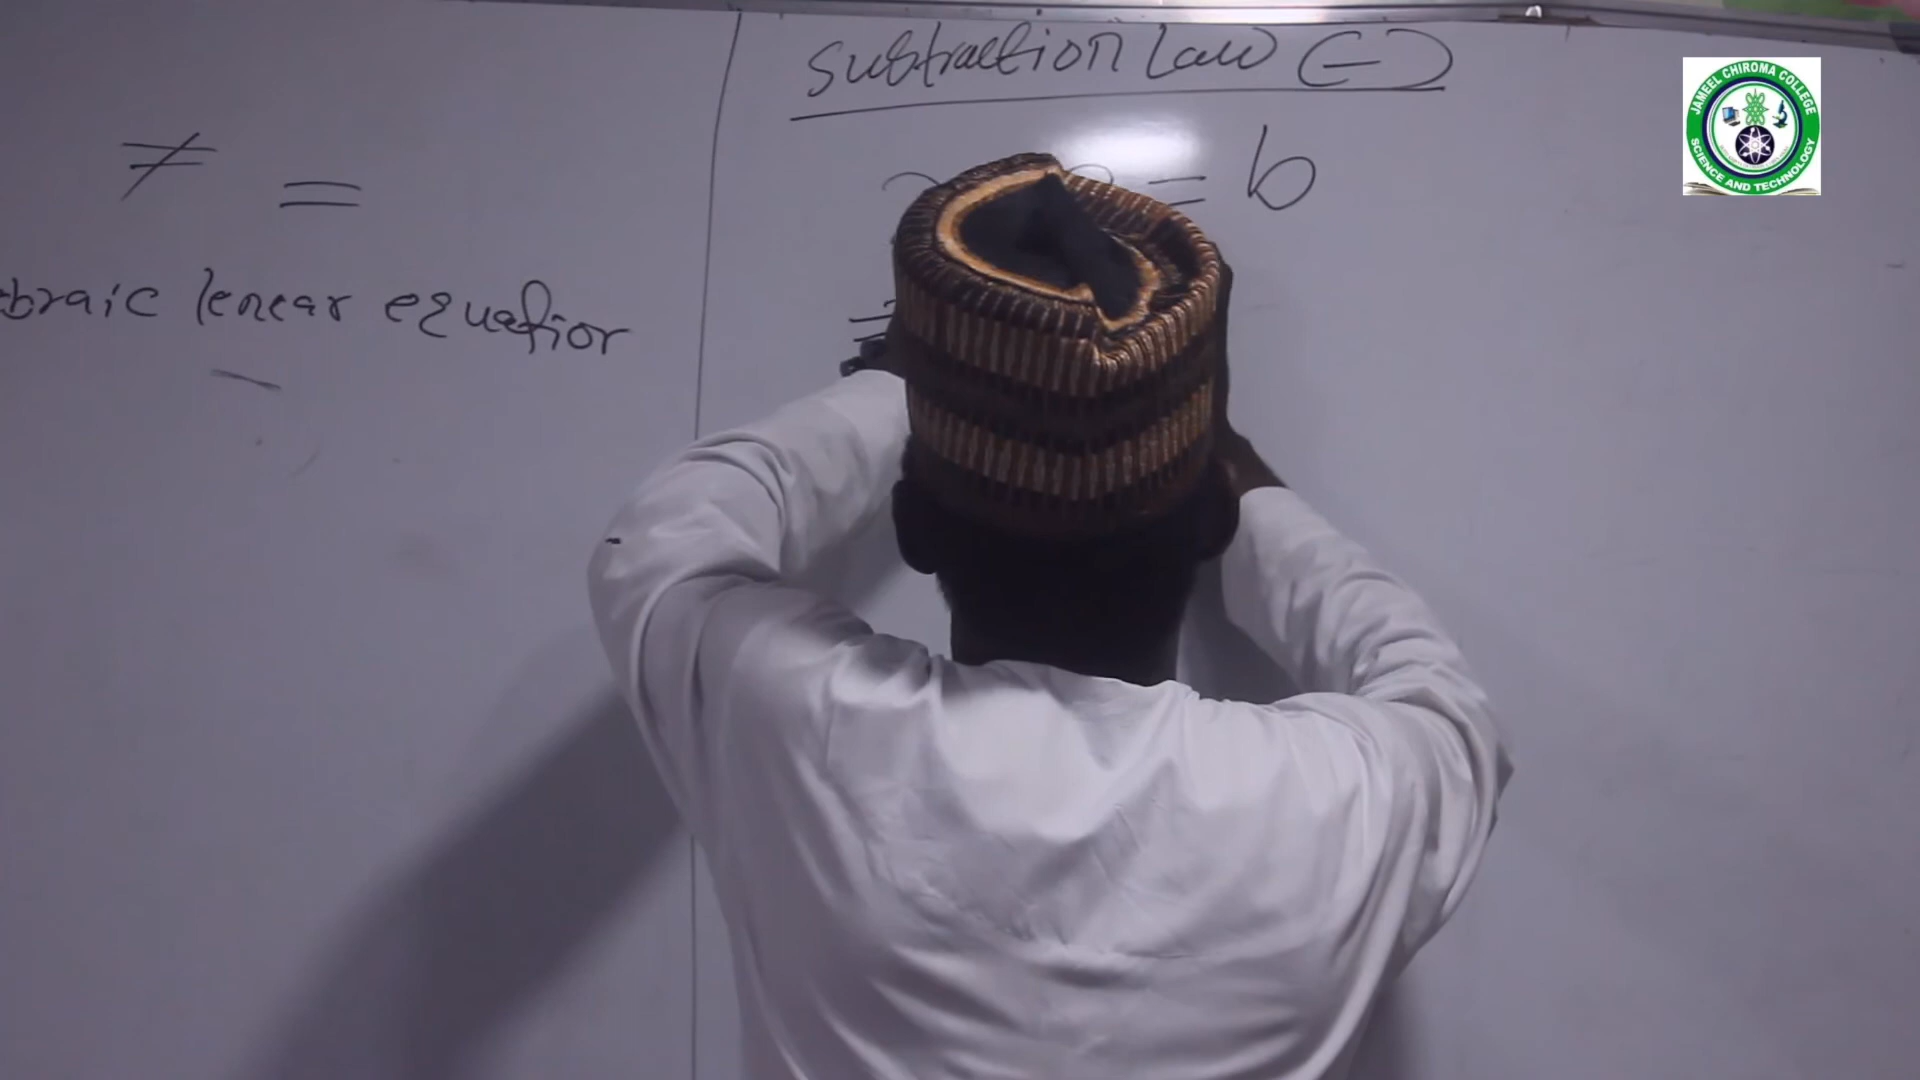 ≠ =
braic lenear equation
Subtraction law (-)
= b
JAMEEL CHIROMA COLLEGE
SCIENCE AND TECHNOLOGY